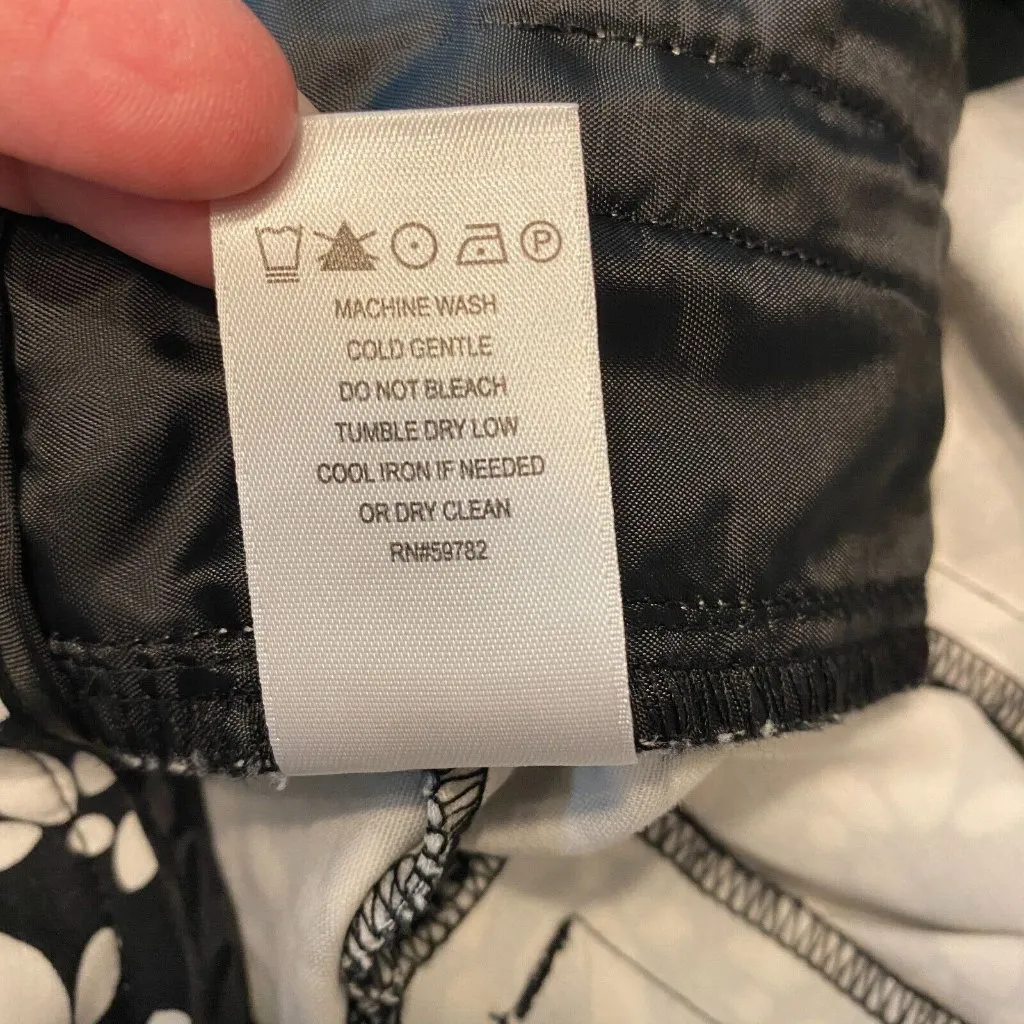 P
MACHINE WASH
COLD GENTLE
DO NOT BLEACH
TUMBLE DRY LOW
COOL IRON IF NEEDED
OR DRY CLEAN
RN#59782